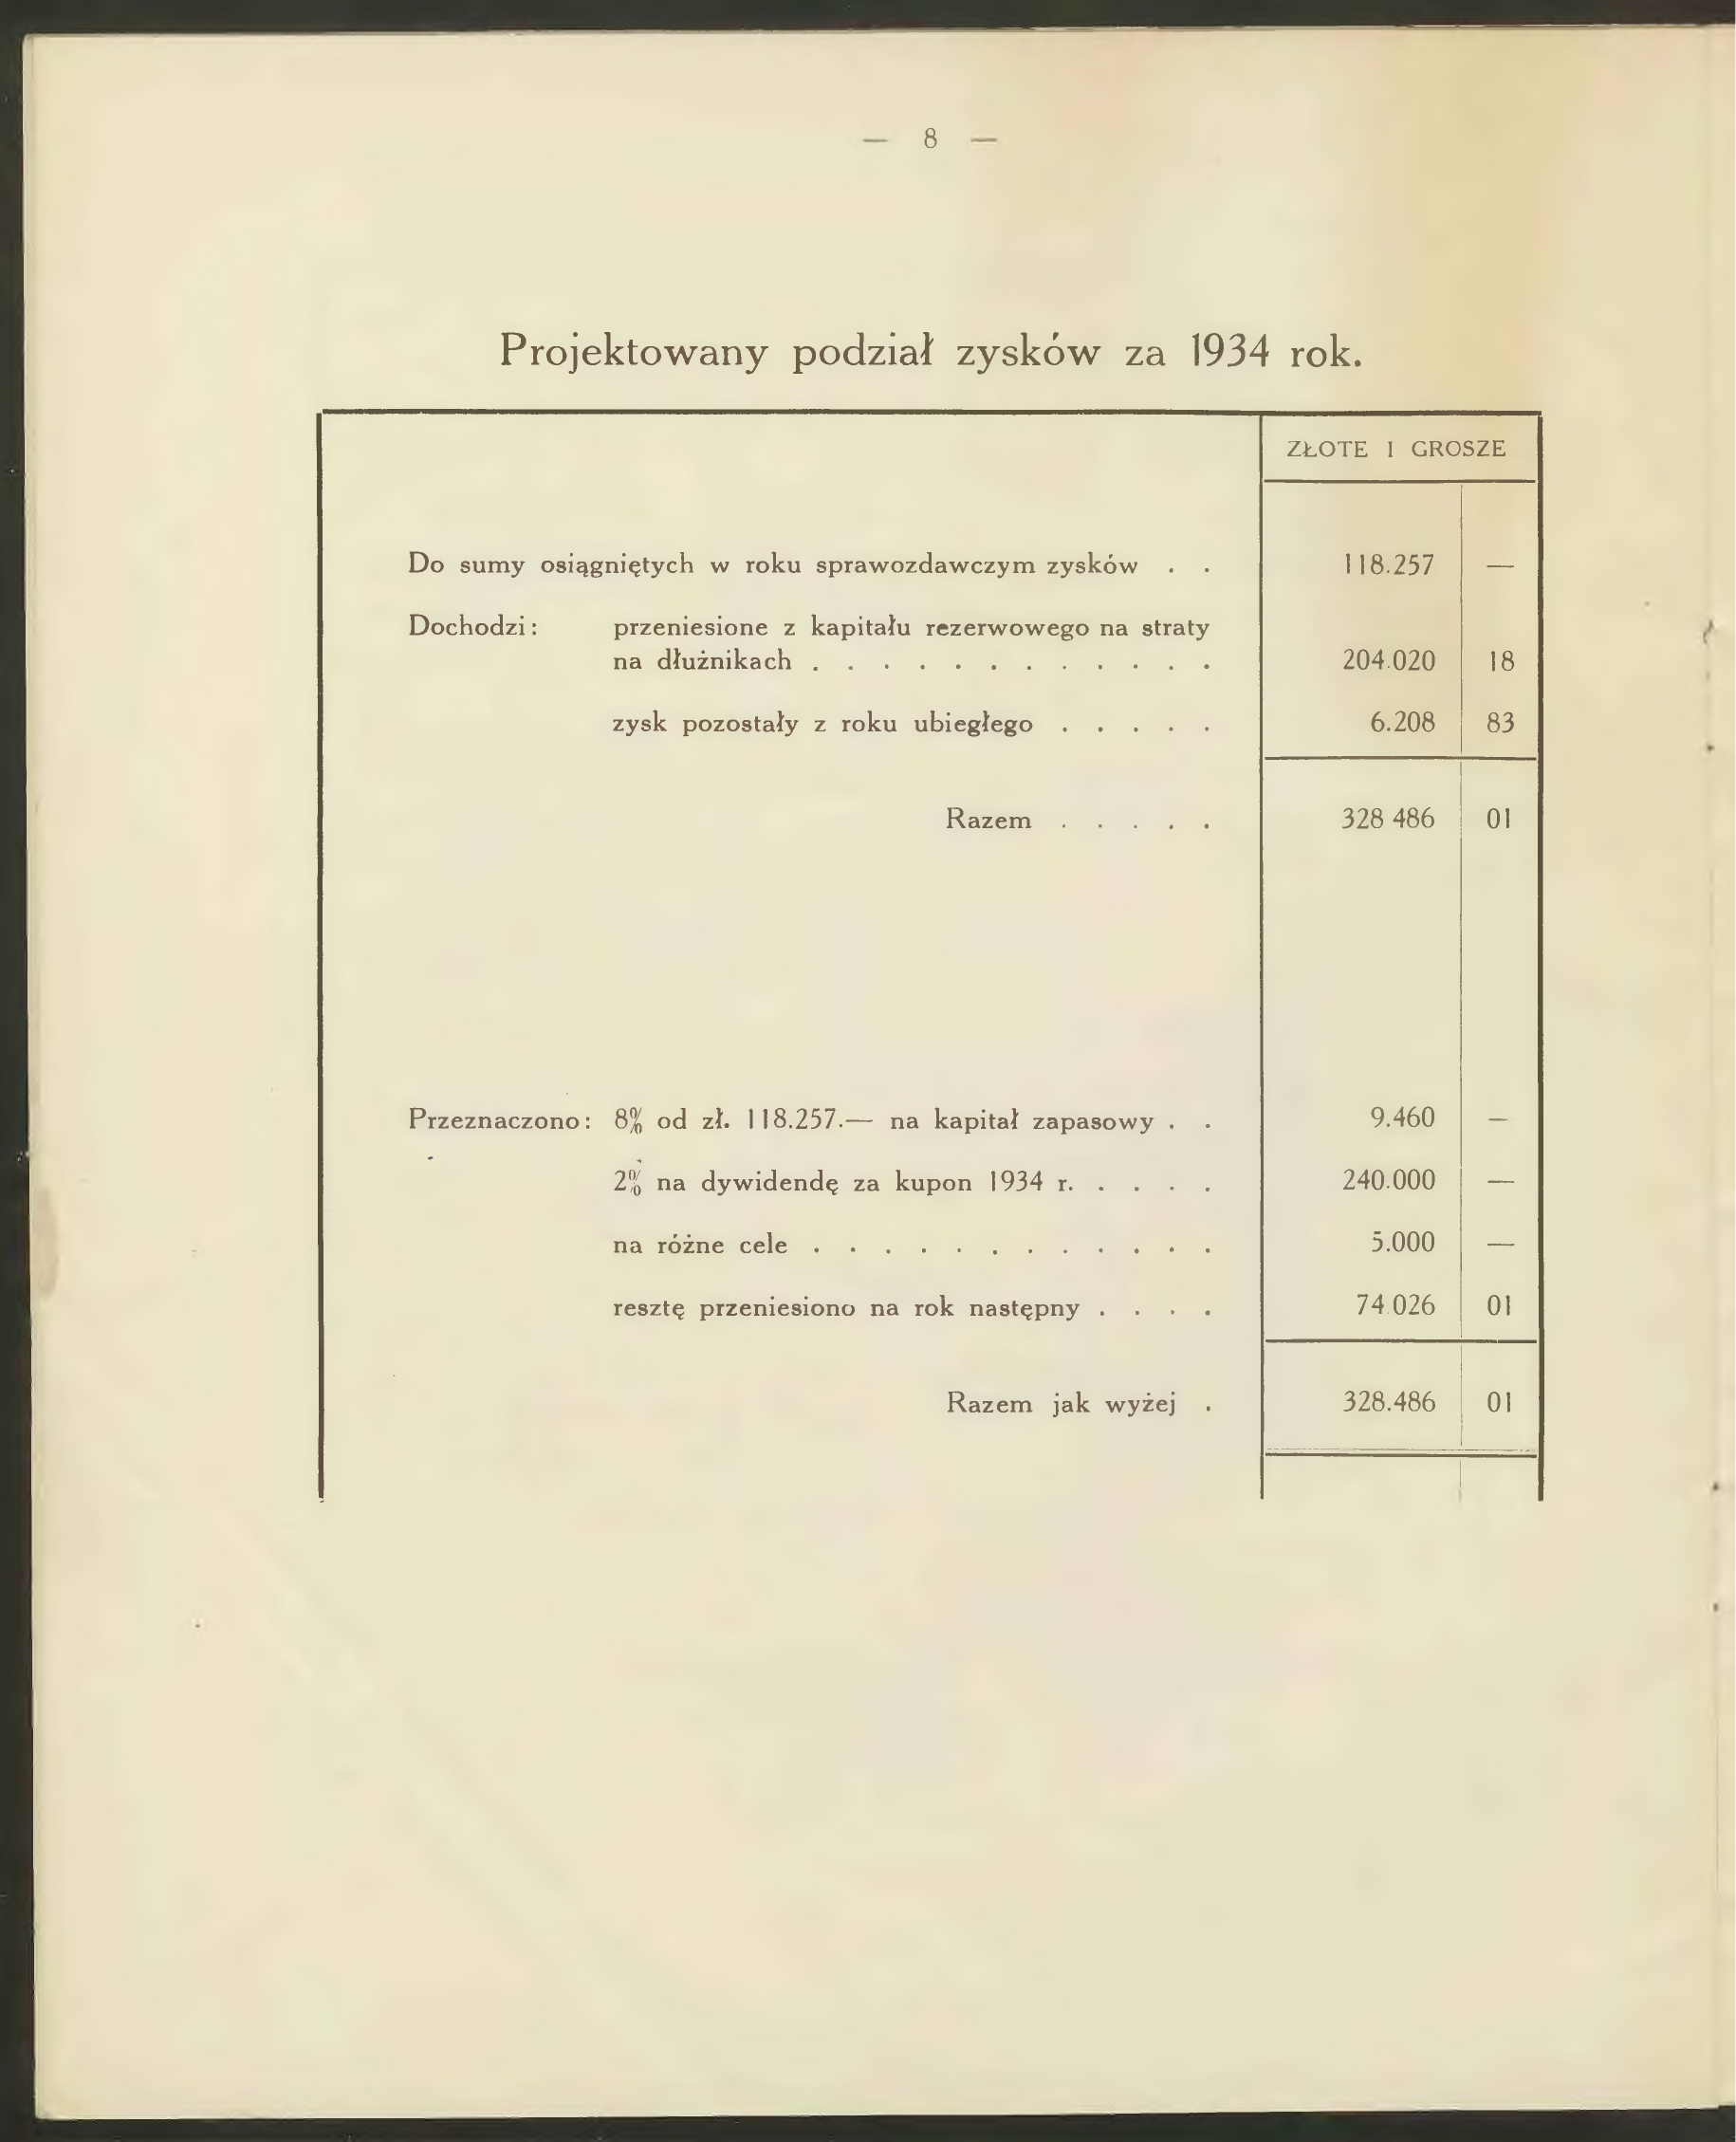 — 8 —
Projektowany podział zysków za 1934 rok.
ZŁOTE I GROSZE
Do sumy osiągniętych w roku sprawozdawczym zysków . . 118.257 —
Dochodzi: przeniesione z kapitału rezerwowego na straty
na dłużnikach . . . . . . . . . . . . 204.020 18
zysk pozostały z roku ubiegłego . . . . . 6.208 83
Razem . . . . . 328 486 01
Przeznaczono: 8% od zł. 118.257.— na kapitał zapasowy . . 9.460 —
2% na dywidendę za kupon 1934 r. . . . . 240.000 —
na różne cele . . . . . . . . . . . . 5.000 —
resztę przeniesiono na rok następny . . . . 74.026 01
Razem jak wyżej . 328.486 01